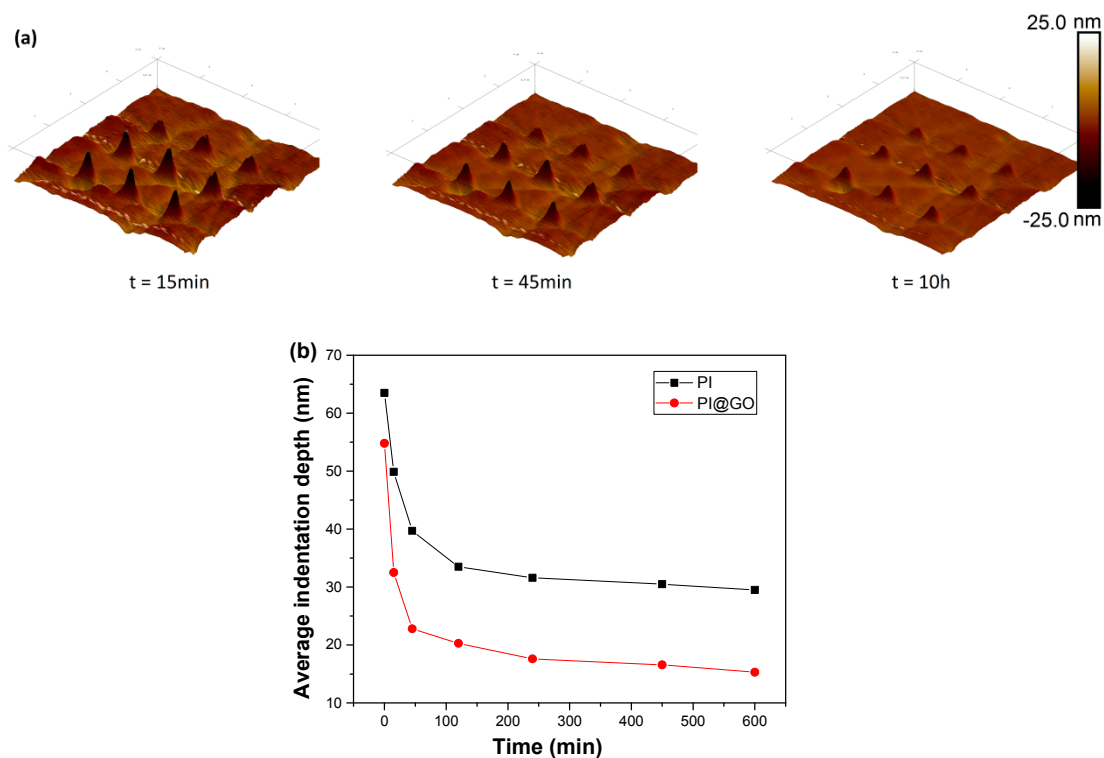 (a)
25.0 nm
-25.0 nm
t = 15min
t = 45min
t = 10h
(b)
70
60
50
40
30
20
10
Average indentation depth (nm)
PI
PI@GO
0 100 200 300 400 500 600
Time (min)